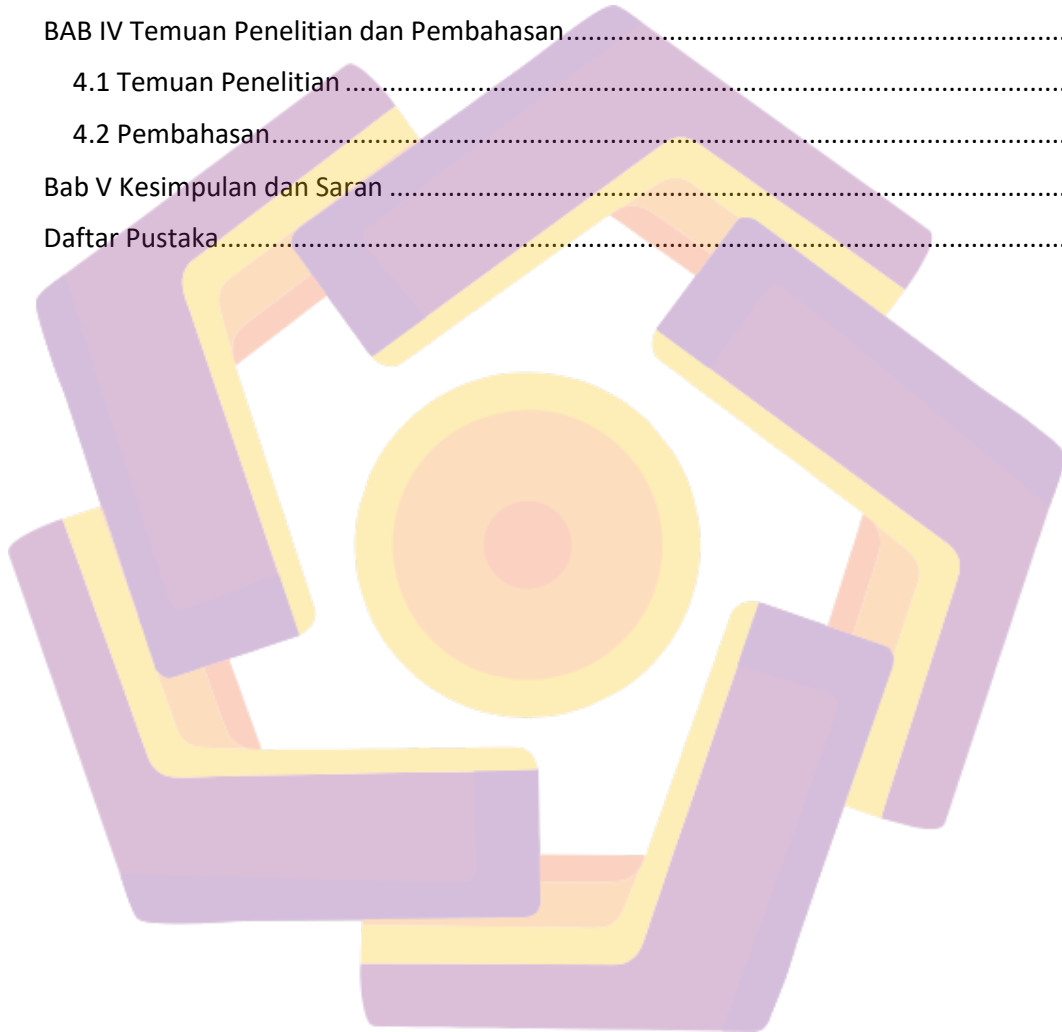 BAB IV Temuan Penelitian dan Pembahasan....................................................................
4.1 Temuan Penelitian....................................................................................................
4.2 Pembahasan..............................................................................................................
Bab V Kesimpulan dan Saran...........................................................................................
Daftar Pustaka.................................................................................................................